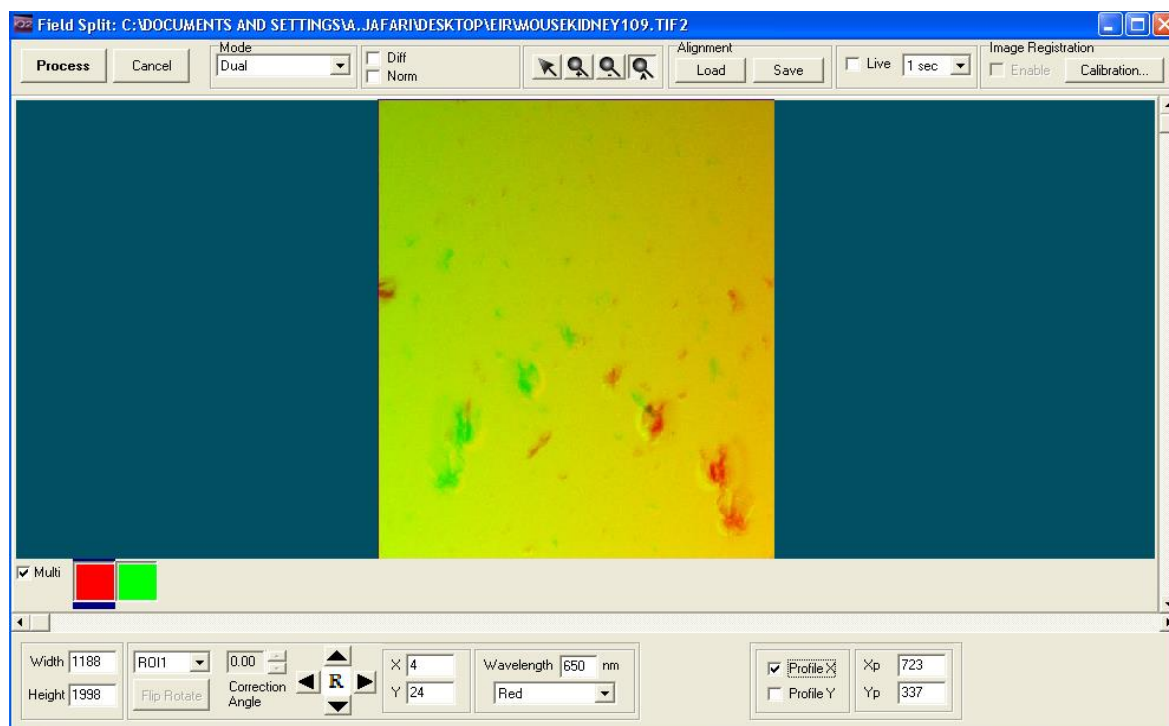 Field Split: C:\DOCUMENTS AND SETTINGS\A..JAFARI\DESKTOP\EIR\MOUSEKIDNEY109.TIF2
Process
Cancel
Mode
Dual
Diff
Norm
Alignment
Load
Save
Live
1 sec
Image Registration
Enable
Calibration...
Multi
Width 1188
Height 1998
ROI1
Flip Rotate
0.00
Correction
Angle
R
X 4
Y 24
Wavelength 650 nm
Red
Profile X
Profile Y
Xp 723
Yp 337